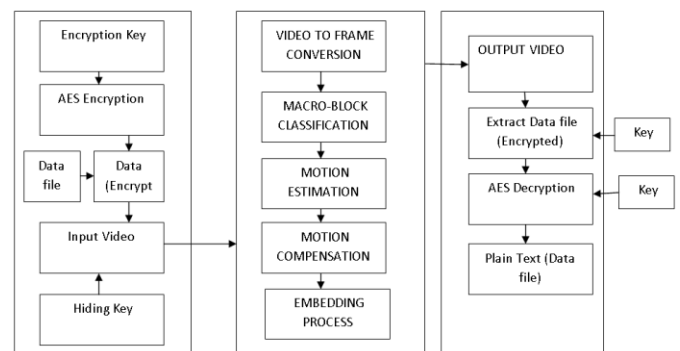 Encryption Key
AES Encryption
Data
file
Data
(Encrypt
Input Video
Hiding Key
VIDEO TO FRAME
CONVERSION
MACRO-BLOCK
CLASSIFICATION
MOTION
ESTIMATION
MOTION
COMPENSATION
EMBEDDING
PROCESS
OUTPUT VIDEO
Extract Data file
(Encrypted)
Key
AES Decryption
Key
Plain Text (Data
file)